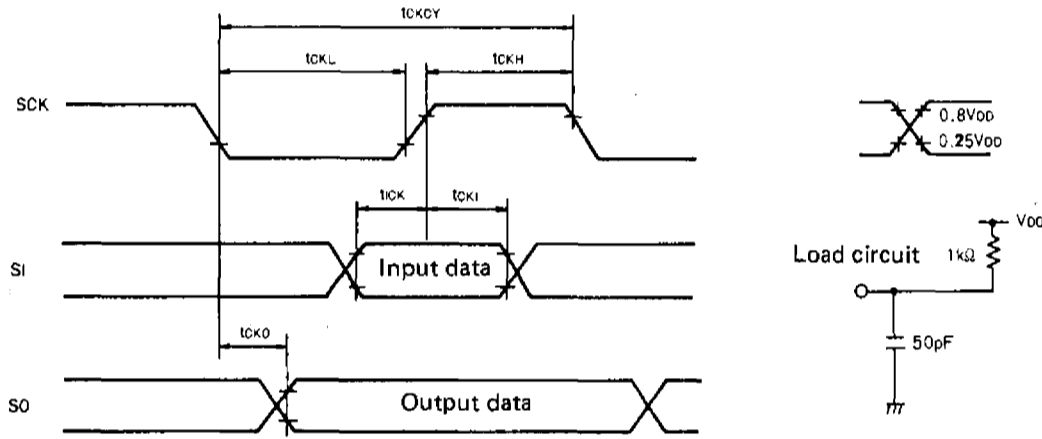 tCKCY
tCKL
tCKH
SCK
0.8VDD
0.25VDD
tICK
tCKI
VDD
SI
Input data
Load circuit
1kΩ
tCKO
50pF
SO
Output data